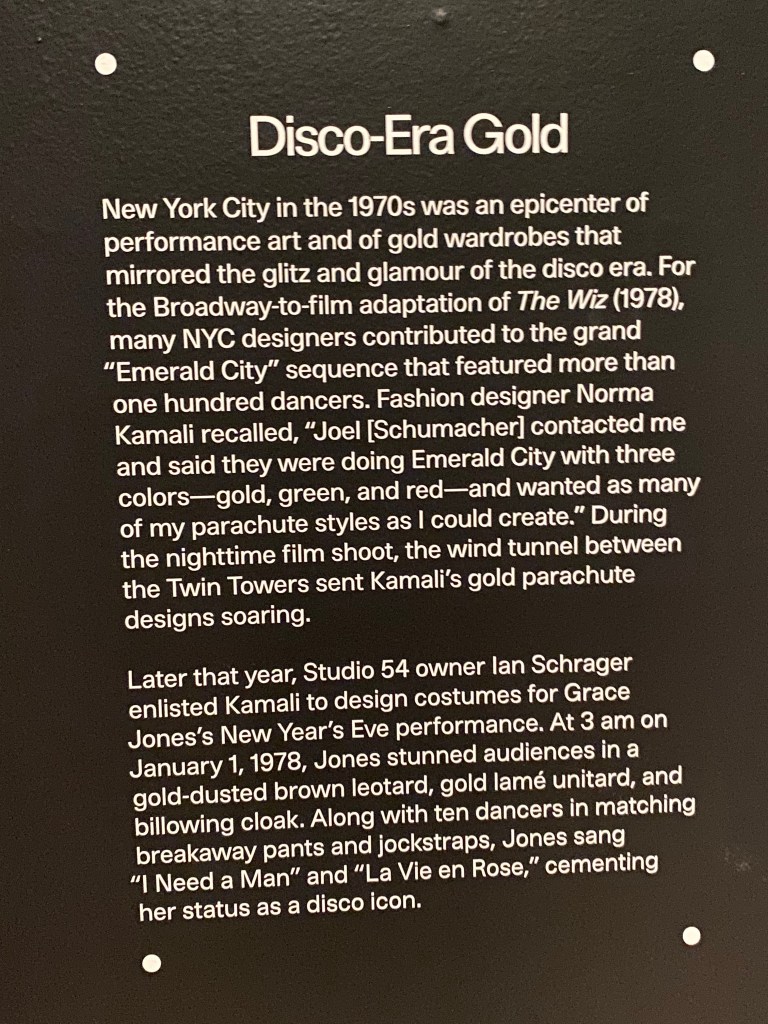 Disco-Era Gold
New York City in the 1970s was an epicenter of
performance art and of gold wardrobes that
mirrored the glitz and glamour of the disco era. For
the Broadway-to-film adaptation of The Wiz (1978),
many NYC designers contributed to the grand
“Emerald City” sequence that featured more than
one hundred dancers. Fashion designer Norma
Kamali recalled, “Joel [Schumacher] contacted me
and said they were doing Emerald City with three
colors—gold, green, and red—and wanted as many
of my parachute styles as I could create.” During
the nighttime film shoot, the wind tunnel between
the Twin Towers sent Kamali’s gold parachute
designs soaring.
Later that year, Studio 54 owner Ian Schrager
enlisted Kamali to design costumes for Grace
Jones’s New Year’s Eve performance. At 3 am on
January 1, 1978, Jones stunned audiences in a
gold-dusted brown leotard, gold lamé unitard, and
billowing cloak. Along with ten dancers in matching
breakaway pants and jockstraps, Jones sang
“I Need a Man” and “La Vie en Rose,” cementing
her status as a disco icon.